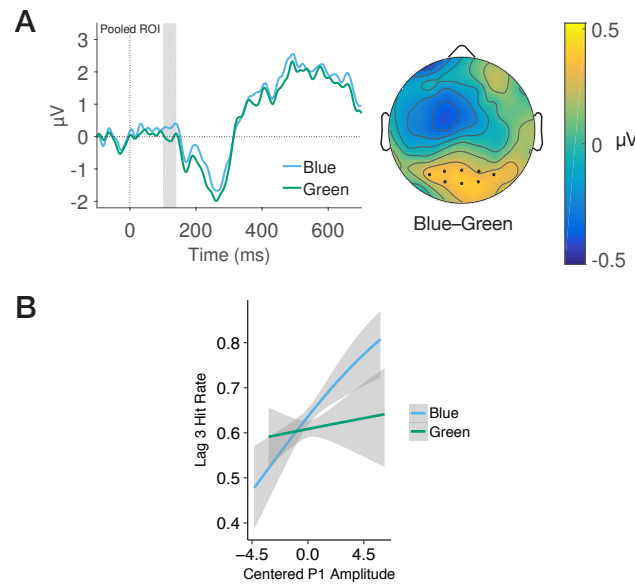 A
Pooled ROI
3
2
1
0
-1
-2
μV
Blue
Green
0 200 400 600
Time (ms)
Blue–Green
0.5
0
-0.5
μV
B
0.8
0.7
0.6
0.5
0.4
Lag 3 Hit Rate
−4.5 0.0 4.5
Centered P1 Amplitude
Blue
Green